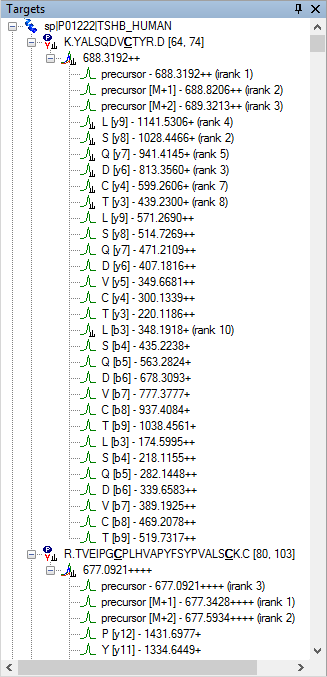 Targets
sp|P01222|TSHB_HUMAN
K.YALSQDVCTYR.D [64, 74]
688.3192++
precursor - 688.3192++ (rank 1)
precursor [M+1] - 688.8206++ (rank 2)
precursor [M+2] - 689.3213++ (rank 3)
L [y9] - 1141.5306+ (rank 4)
S [y8] - 1028.4466+ (rank 2)
Q [y7] - 941.4145+ (rank 5)
D [y6] - 813.3560+ (rank 3)
C [y4] - 599.2606+ (rank 7)
T [y3] - 439.2300+ (rank 8)
L [y9] - 571.2690++
S [y8] - 514.7269++
Q [y7] - 471.2109++
D [y6] - 407.1816++
V [y5] - 349.6681++
C [y4] - 300.1339++
T [y3] - 220.1186++
L [b3] - 348.1918+ (rank 10)
S [b4] - 435.2238+
Q [b5] - 563.2824+
D [b6] - 678.3093+
V [b7] - 777.3777+
C [b8] - 937.4084+
T [b9] - 1038.4561+
L [b3] - 174.5995++
S [b4] - 218.1155++
Q [b5] - 282.1448++
D [b6] - 339.6583++
V [b7] - 389.1925++
C [b8] - 469.2078++
T [b9] - 519.7317++
R.TVEIPGCPLHVAPYFSYPVALSCK.C [80, 103]
677.0921++++
precursor - 677.0921++++ (rank 3)
precursor [M+1] - 677.3428++++ (rank 1)
precursor [M+2] - 677.5934++++ (rank 2)
P [y12] - 1431.6977+
Y [y11] - 1334.6449+